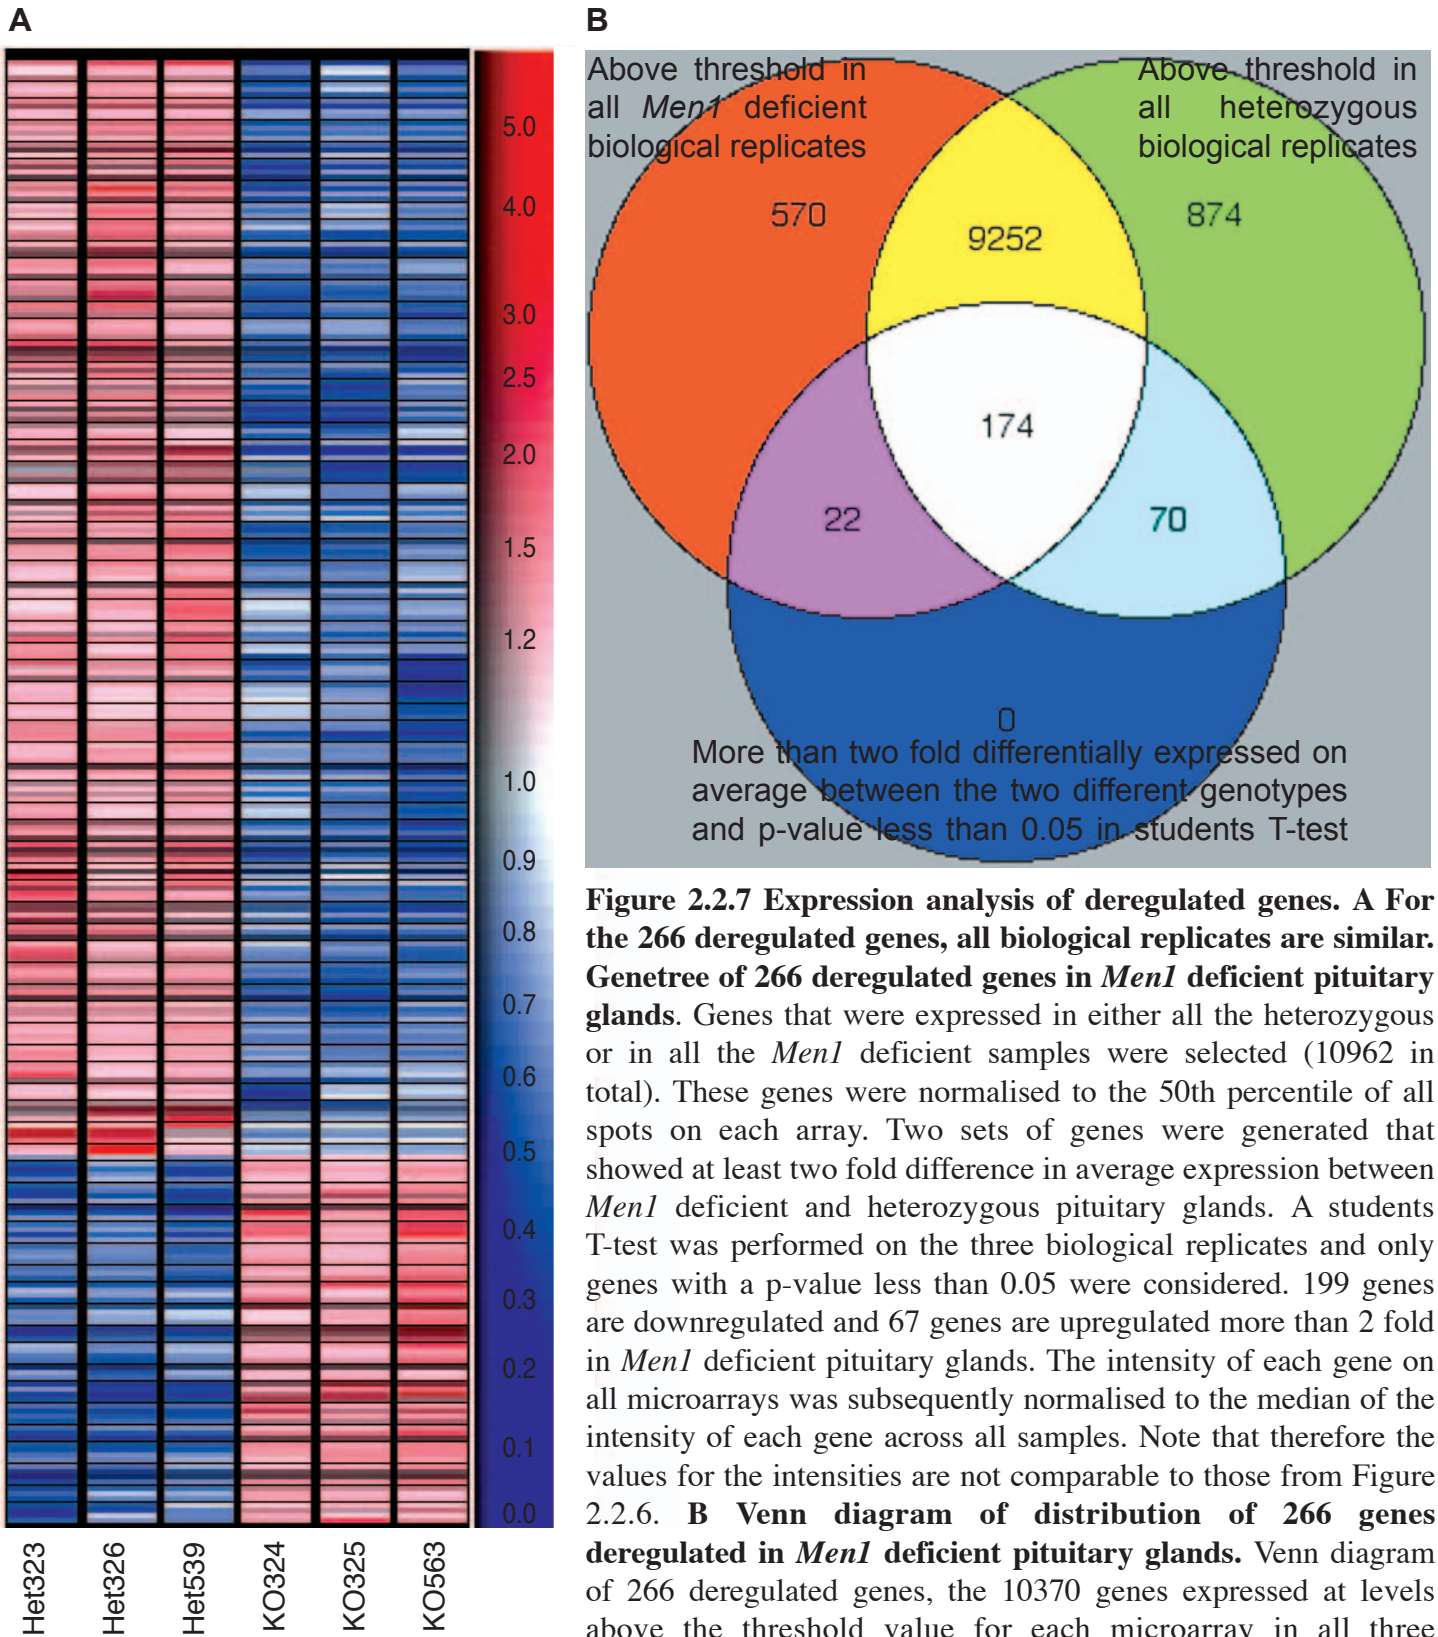 A
5.0
4.0
3.0
2.5
2.0
1.5
1.2
1.0
0.9
0.8
0.7
0.6
0.5
0.4
0.3
0.2
0.1
0.0
Het323
Het326
Het539
KO324
KO325
KO563
B
Above threshold in
all Men1 deficient
biological replicates
Above threshold in
all heterozygous
biological replicates
570
9252
874
174
22
70
0
More than two fold differentially expressed on
average between the two different genotypes
and p-value less than 0.05 in students T-test
Figure 2.2.7 Expression analysis of deregulated genes. A For
the 266 deregulated genes, all biological replicates are similar.
Genetree of 266 deregulated genes in Men1 deficient pituitary
glands. Genes that were expressed in either all the heterozygous
or in all the Men1 deficient samples were selected (10962 in
total). These genes were normalised to the 50th percentile of all
spots on each array. Two sets of genes were generated that
showed at least two fold difference in average expression between
Men1 deficient and heterozygous pituitary glands. A students
T-test was performed on the three biological replicates and only
genes with a p-value less than 0.05 were considered. 199 genes
are downregulated and 67 genes are upregulated more than 2 fold
in Men1 deficient pituitary glands. The intensity of each gene on
all microarrays was subsequently normalised to the median of the
intensity of each gene across all samples. Note that therefore the
values for the intensities are not comparable to those from Figure
2.2.6. B Venn diagram of distribution of 266 genes
deregulated in Men1 deficient pituitary glands. Venn diagram
of 266 deregulated genes, the 10370 genes expressed at levels
above the threshold value for each microarray in all three